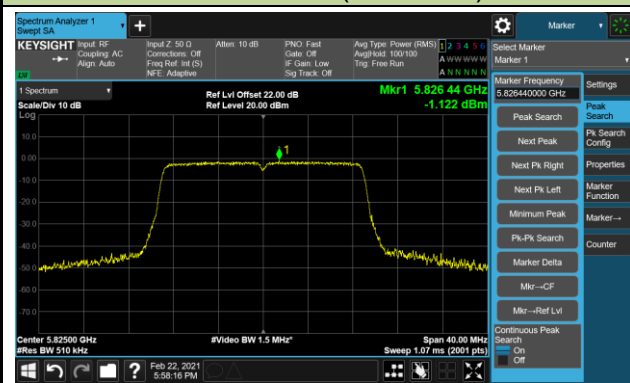 Spectrum Analyzer 1
Swept SA
+
Marker
KEYSIGHT
Input: RF
Coupling: AC
Align: Auto
Input Z: 50 Ω
Corrections: Off
Freq Ref: Int (S)
NFE: Adaptive
Atten: 10 dB
PNO: Fast
Gate: Off
IF Gain: Low
Sig Track: Off
Avg Type: Power (RMS)
Avg|Hold: 100/100
Trig: Free Run
1 2 3 4 5 6
A W W W W W
A N N N N N
LXI
Select Marker
Marker 1
1 Spectrum
Scale/Div 10 dB
Log
Ref Lvl Offset 22.00 dB
Ref Level 20.00 dBm
Mkr1 5.826 44 GHz
-1.122 dBm
1
10.0
0.00
-10.0
-20.0
-30.0
-40.0
-50.0
-60.0
-70.0
Center 5.82500 GHz
#Res BW 510 kHz
#Video BW 1.5 MHz*
Span 40.00 MHz
Sweep 1.07 ms (2001 pts)
Marker Frequency
5.826440000 GHz
Peak Search
Next Peak
Next Pk Right
Next Pk Left
Minimum Peak
Pk-Pk Search
Marker Delta
Mkr→CF
Mkr→Ref Lvl
Continuous Peak
Search
On
Off
Settings
Peak
Search
Pk Search
Config
Properties
Marker
Function
Marker→
Counter
?
Feb 22, 2021
5:58:16 PM